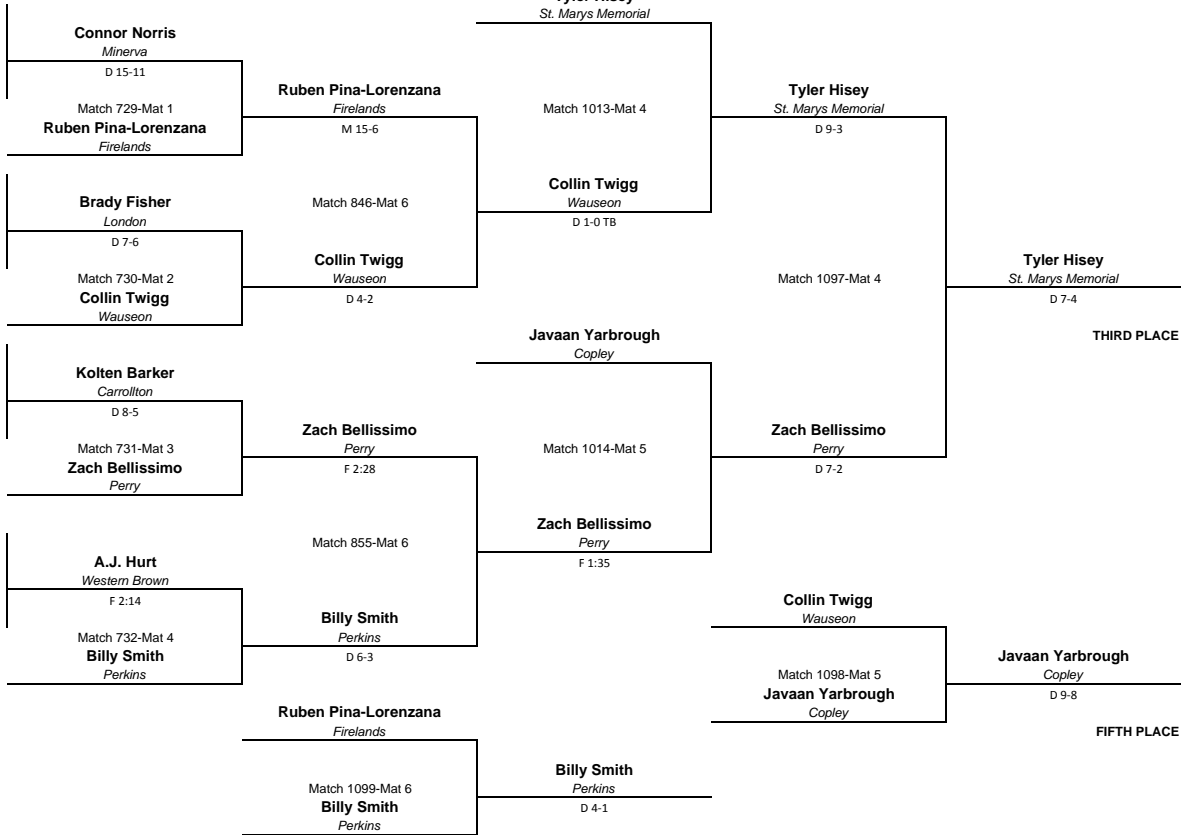 Tyler Hisey
St. Marys Memorial
Connor Norris
Minerva
D 15-11
Match 729-Mat 1
Ruben Pina-Lorenzana
Firelands
Ruben Pina-Lorenzana
Firelands
M 15-6
Match 1013-Mat 4
Tyler Hisey
St. Marys Memorial
D 9-3
Brady Fisher
London
D 7-6
Match 730-Mat 2
Collin Twigg
Wauseon
Match 846-Mat 6
Collin Twigg
Wauseon
D 4-2
Collin Twigg
Wauseon
D 1-0 TB
Match 1097-Mat 4
Tyler Hisey
St. Marys Memorial
D 7-4
THIRD PLACE
Javaan Yarbrough
Copley
Kolten Barker
Carrollton
D 8-5
Match 731-Mat 3
Zach Bellissimo
Perry
Zach Bellissimo
Perry
F 2:28
Match 1014-Mat 5
Zach Bellissimo
Perry
D 7-2
Match 855-Mat 6
Zach Bellissimo
Perry
F 1:35
A.J. Hurt
Western Brown
F 2:14
Match 732-Mat 4
Billy Smith
Perkins
Billy Smith
Perkins
D 6-3
Collin Twigg
Wauseon
Match 1098-Mat 5
Javaan Yarbrough
Copley
Javaan Yarbrough
Copley
D 9-8
FIFTH PLACE
Ruben Pina-Lorenzana
Firelands
Match 1099-Mat 6
Billy Smith
Perkins
Billy Smith
Perkins
D 4-1